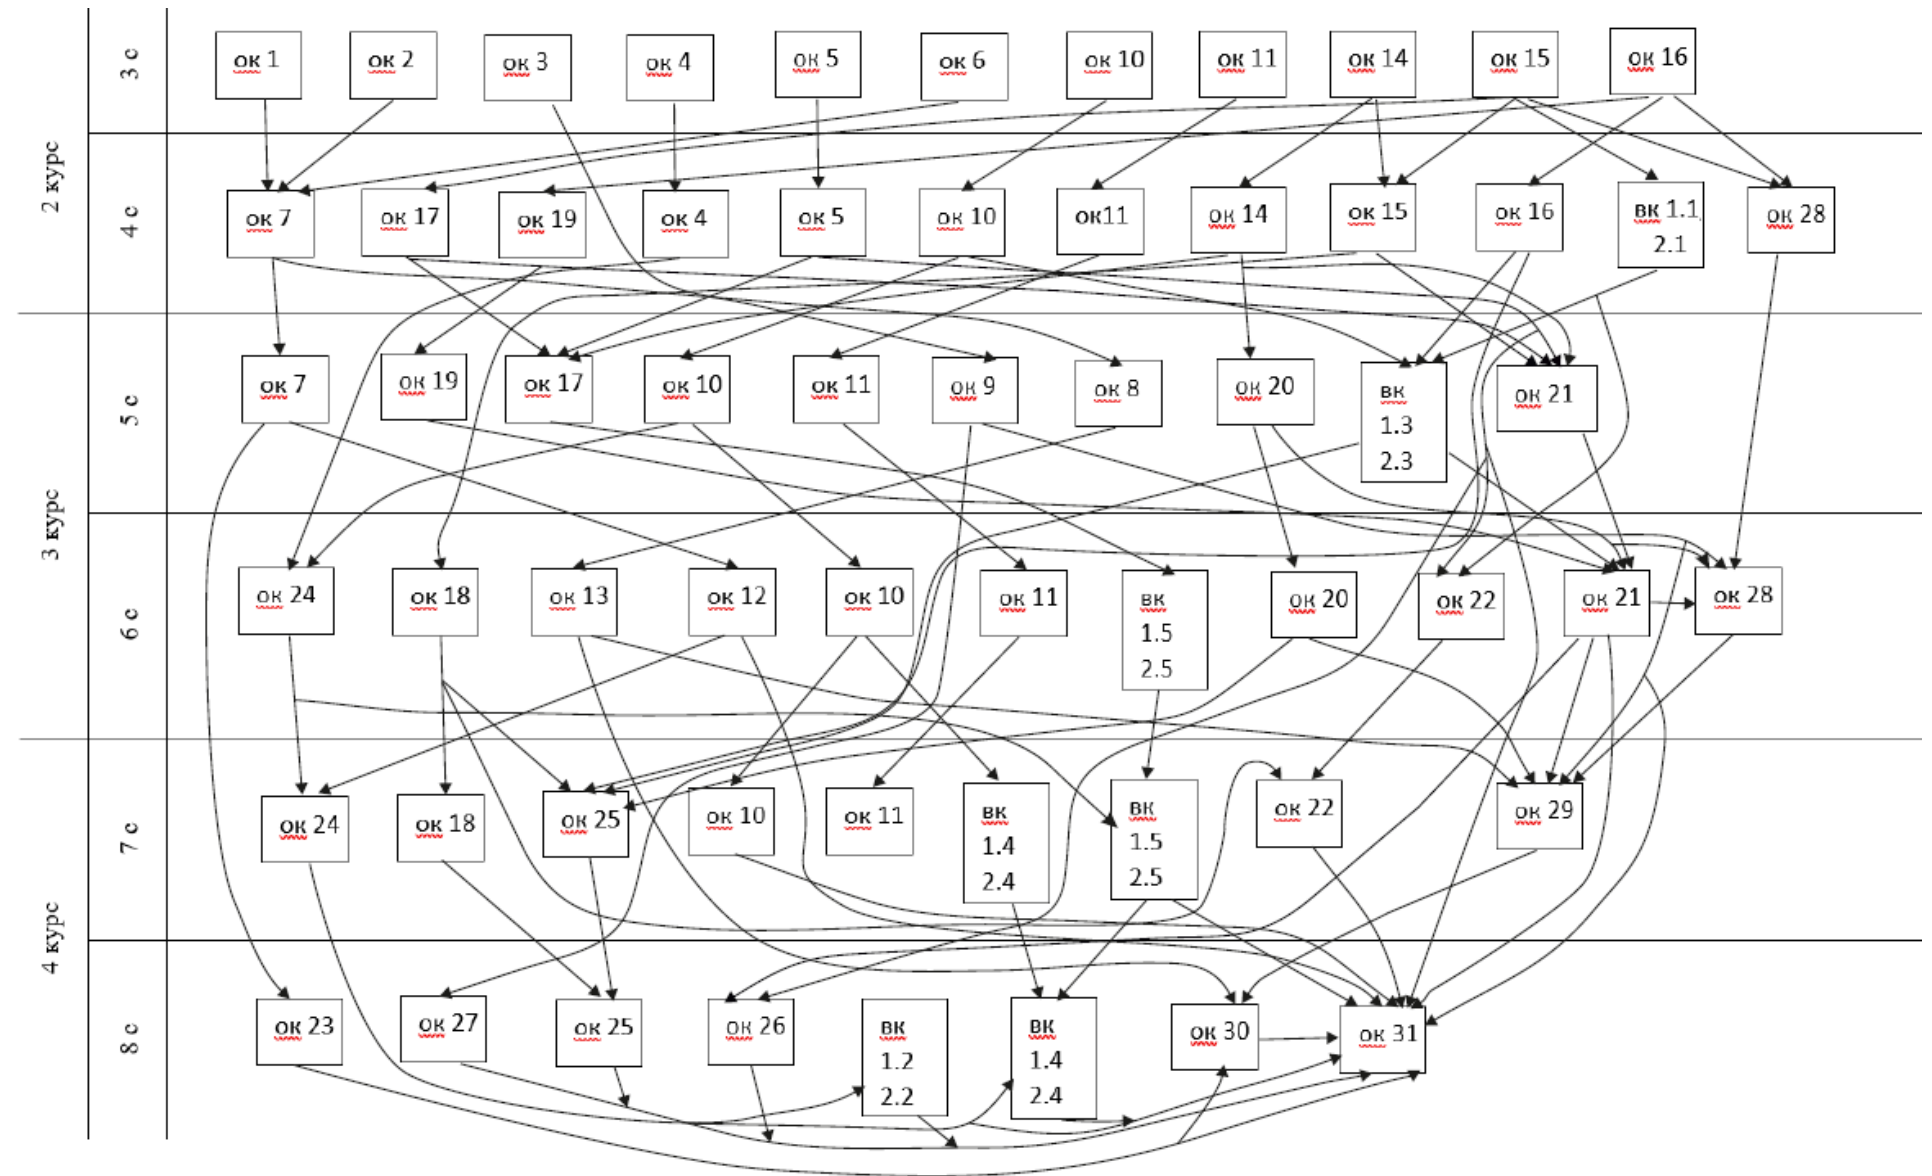 2 курс
3 с
ок 1
ок 2
ок 3
ок 4
ок 5
ок 6
ок 10
ок 11
ок 14
ок 15
ок 16
4 с
ок 7
ок 17
ок 19
ок 4
ок 5
ок 10
ок11
ок 14
ок 15
ок 16
вк 1.1,
2.1
ок 28
3 курс
5 с
ок 7
ок 19
ок 17
ок 10
ок 11
ок 9
ок 8
ок 20
вк
1.3
2.3
ок 21
6 с
ок 24
ок 18
ок 13
ок 12
ок 10
ок 11
вк
1.5
2.5
ок 20
ок 22
ок 21
ок 28
4 курс
7 с
ок 24
ок 18
ок 25
ок 10
ок 11
вк
1.4
2.4
вк
1.5
2.5
ок 22
ок 29
8 с
ок 23
ок 27
ок 25
ок 26
вк
1.2
2.2
вк
1.4
2.4
ок 30
ок 31